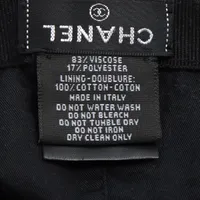 CHANEL
83% VISCOSE
17% POLYESTER
LINING-DOUBLURE:
100% COTTON-COTON
MADE IN ITALY
DO NOT WATER WASH
DO NOT BLEACH
DO NOT TUMBLE DRY
DO NOT IRON
DRY CLEAN ONLY